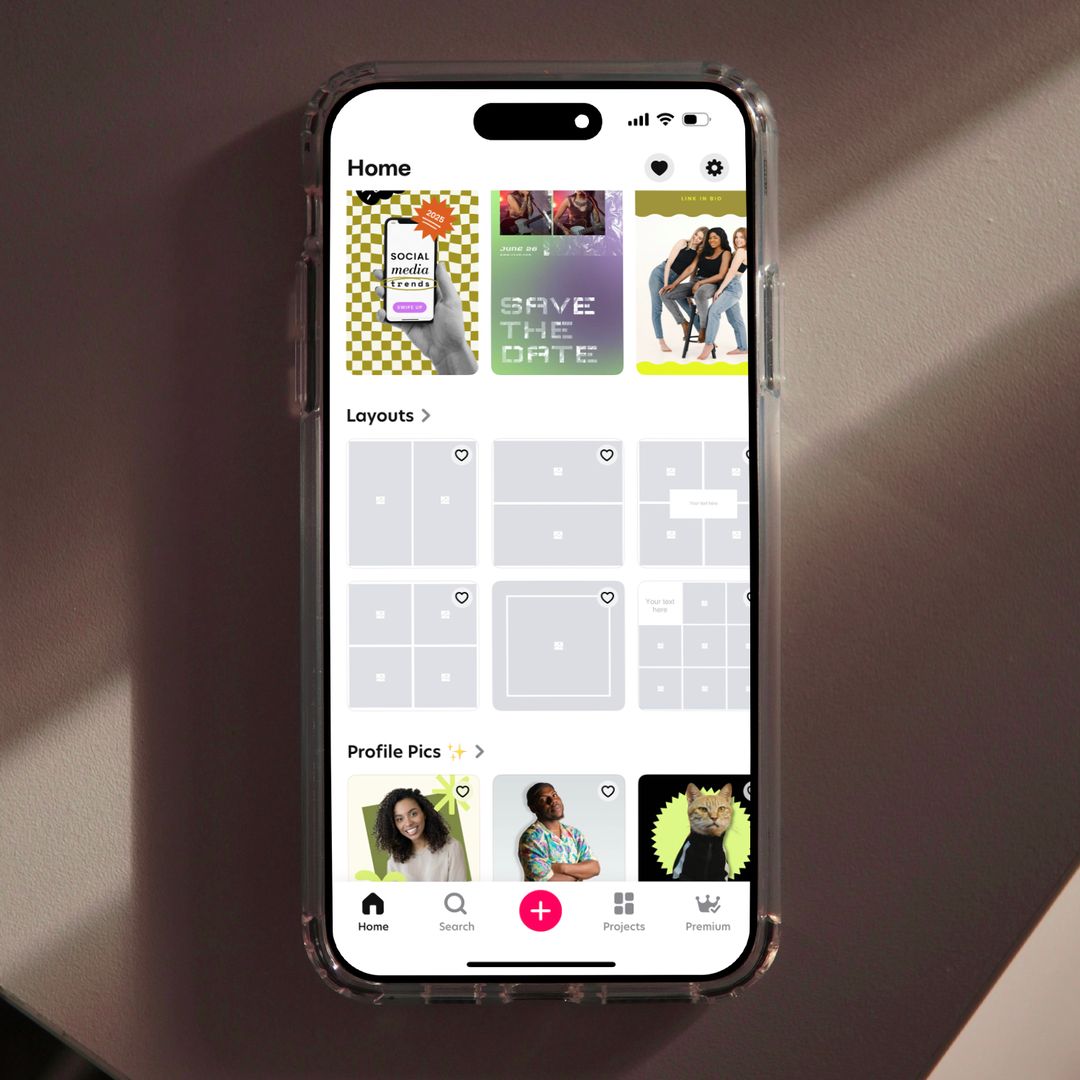 Home
2025
SOCIAL
media
trends
SWIPE UP
JUNE 26
SAVE
THE
DATE
LINK IN BIO
Layouts
Your text here
Your text
here
Profile Pics
Home
Search
Projects
Premium